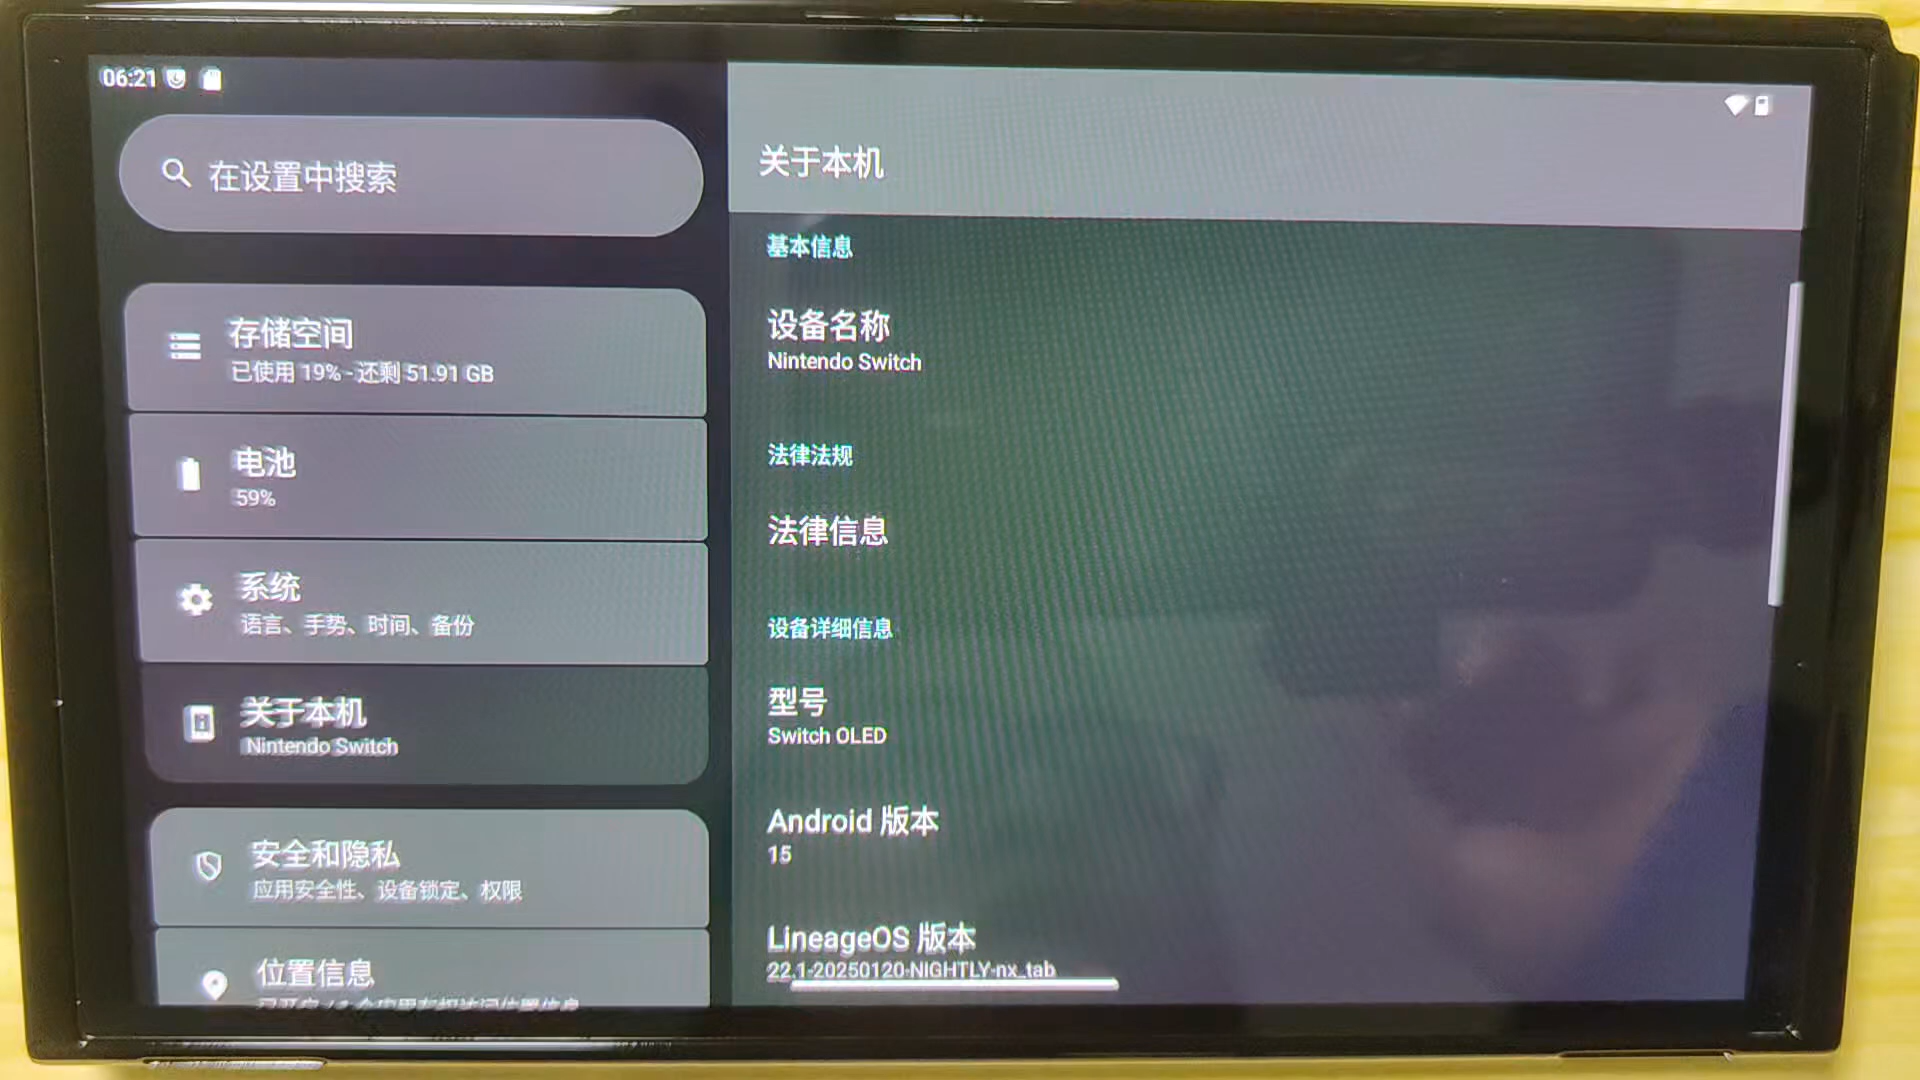 06:21
在设置中搜索
存储空间
已使用 19% - 还剩 51.91 GB
电池
59%
系统
语言、手势、时间、备份
关于本机
Nintendo Switch
安全和隐私
应用安全性、设备锁定、权限
位置信息
关于本机
基本信息
设备名称
Nintendo Switch
法律法规
法律信息
设备详细信息
型号
Switch OLED
Android 版本
15
LineageOS 版本
22.1-20250120-NIGHTLY-nx_tab